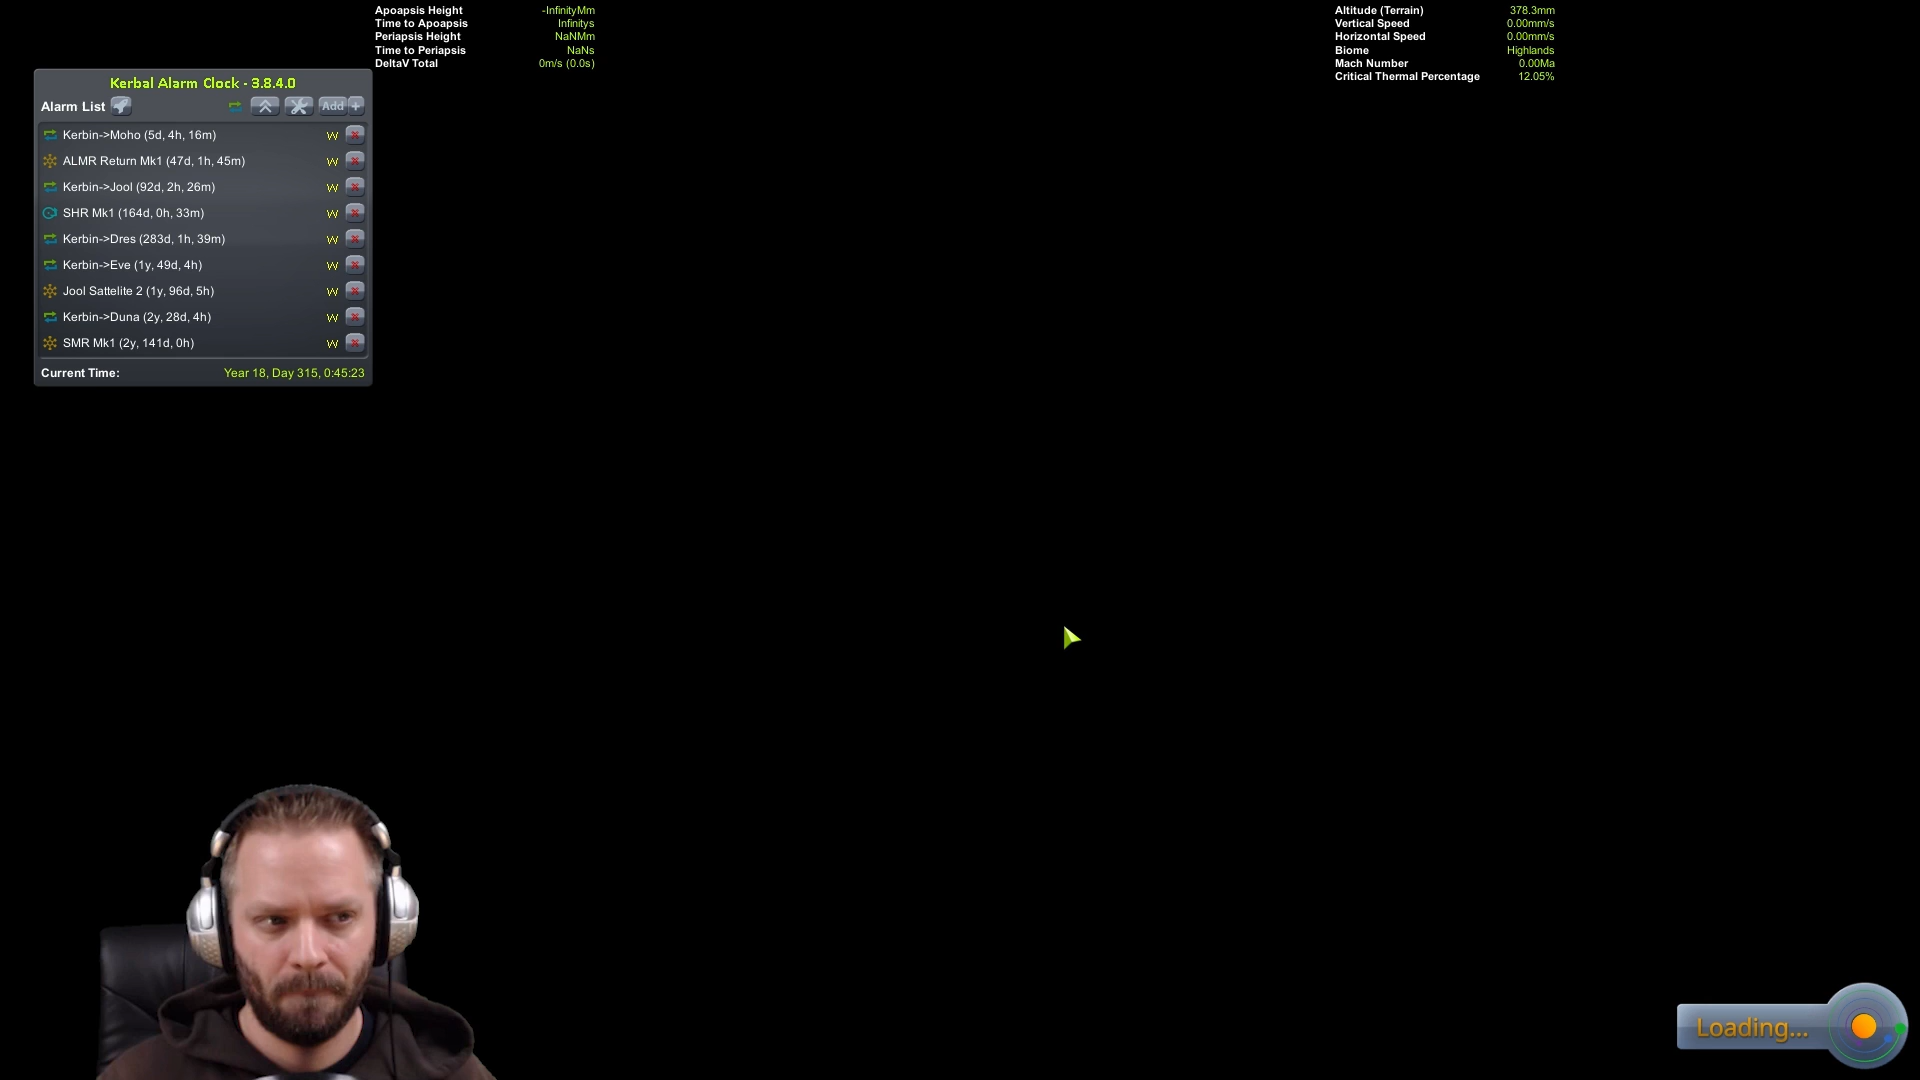 Apoapsis Height -InfinityMm
Time to Apoapsis Infinitys
Periapsis Height NaNMm
Time to Periapsis NaNs
DeltaV Total 0m/s (0.0s)
Altitude (Terrain) 378.3mm
Vertical Speed 0.00mm/s
Horizontal Speed 0.00mm/s
Biome Highlands
Mach Number 0.00Ma
Critical Thermal Percentage 12.05%
Kerbal Alarm Clock - 3.8.4.0
Alarm List Add +
Kerbin->Moho (5d, 4h, 16m) W
ALMR Return Mk1 (47d, 1h, 45m) W
Kerbin->Jool (92d, 2h, 26m) W
SHR Mk1 (164d, 0h, 33m) W
Kerbin->Dres (283d, 1h, 39m) W
Kerbin->Eve (1y, 49d, 4h) W
Jool Sattelite 2 (1y, 96d, 5h) W
Kerbin->Duna (2y, 28d, 4h) W
SMR Mk1 (2y, 141d, 0h) W
Current Time: Year 18, Day 315, 0:45:23
Loading...